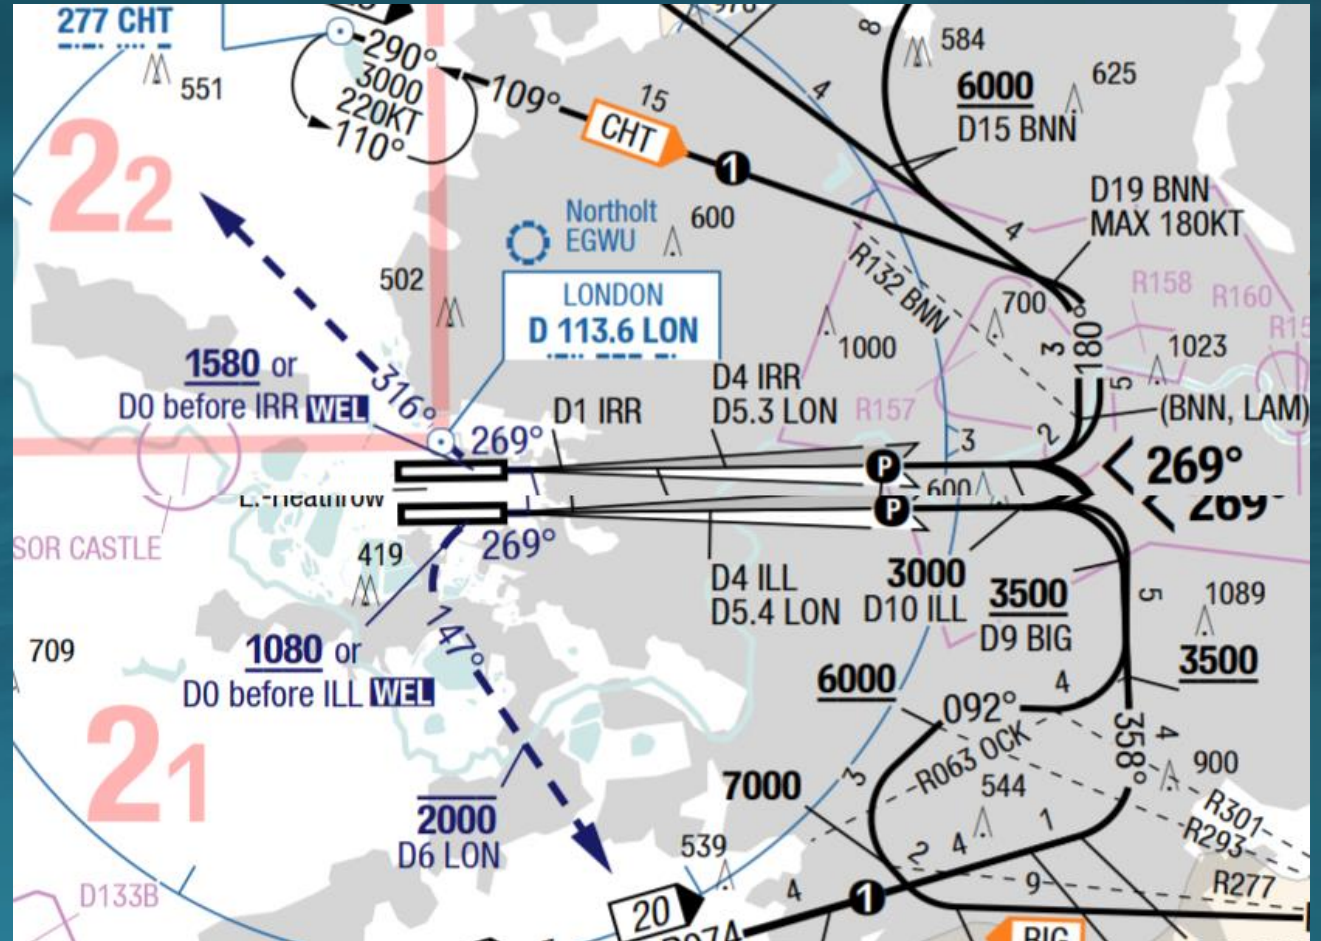 277 CHT
551
290°
3000
220KT
110°
109°
15
CHT
1
4
8
584
6000
D15 BNN
625
D19 BNN
MAX 180KT
4
22
Northolt
EGWU
600
502
LONDON
D 113.6 LON
R132 BNN
1000
700
R158
R160
R157
1023
3
180°
5
(BNN, LAM)
2
3
1580 or
D0 before IRR WEL
316°
269°
D1 IRR
D4 IRR
D5.3 LON
P
600
269°
269°
P
269°
SOR CASTLE
419
D4 ILL
D5.4 LON
3000
D10 ILL
3500
D9 BIG
5
1089
3500
709
1080 or
D0 before ILL WEL
147°
6000
092°
4
R063 OCK
358°
4
900
21
2000
D6 LON
7000
3
544
R301
R293
R277
539
2
4
1
9
D133B
20
4
1
BIG